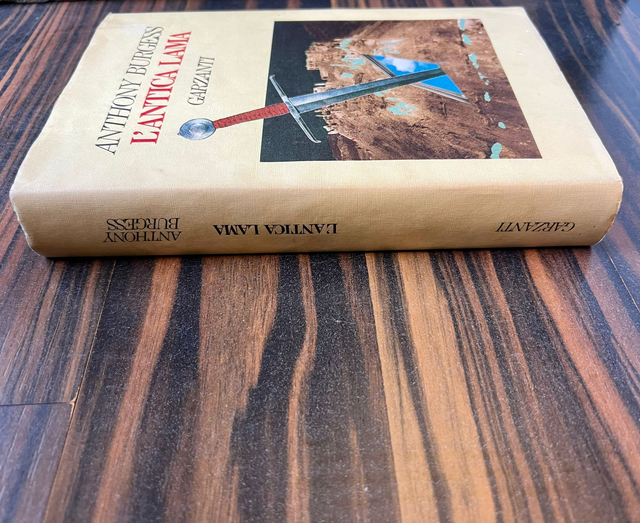 ANTHONY BURGESS
L'ANTICA LAMA
GARZANTI
ANTHONY
BURGESS
L'ANTICA LAMA
GARZANTI